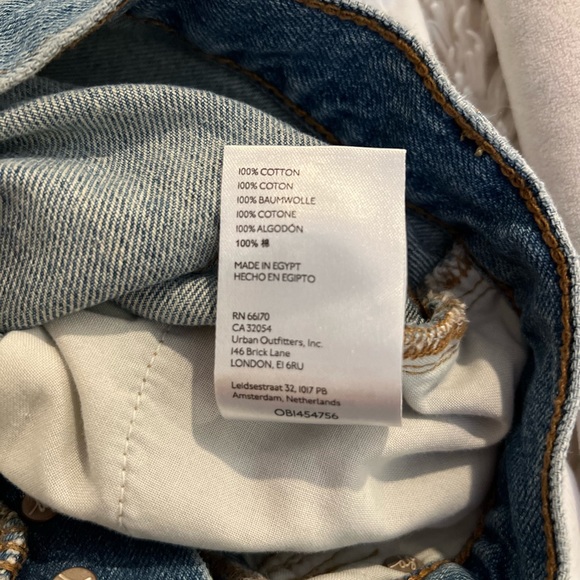 100% COTTON
100% COTON
100% BAUMWOLLE
100% COTONE
100% ALGODÓN
100% 棉
MADE IN EGYPT
HECHO EN EGIPTO
RN 66170
CA 32054
Urban Outfitters, Inc.
146 Brick Lane
LONDON, E1 6RU
Leidsestraat 32, 1017 PB
Amsterdam, Netherlands
OB1454756